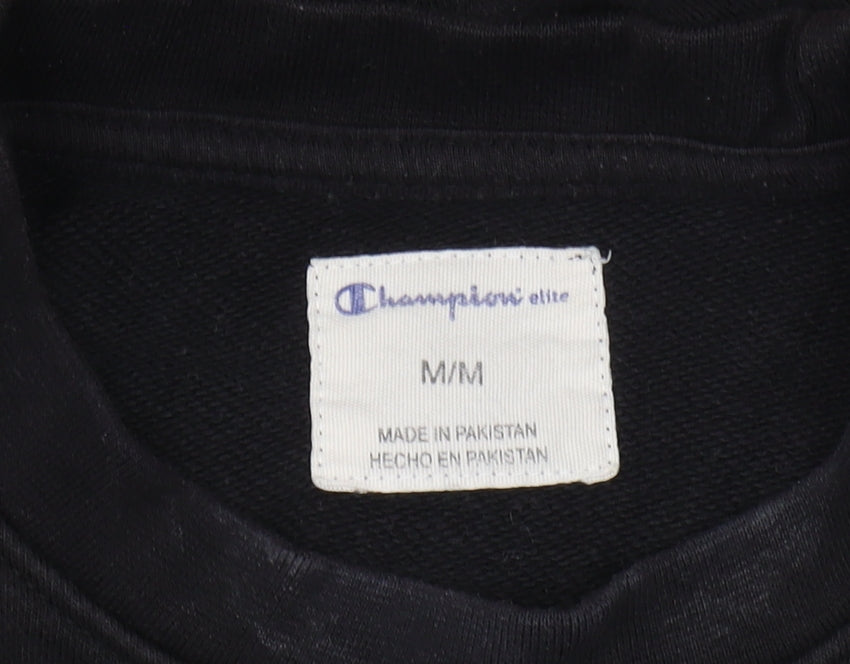 Champion elite
M/M
MADE IN PAKISTAN
HECHO EN PAKISTAN